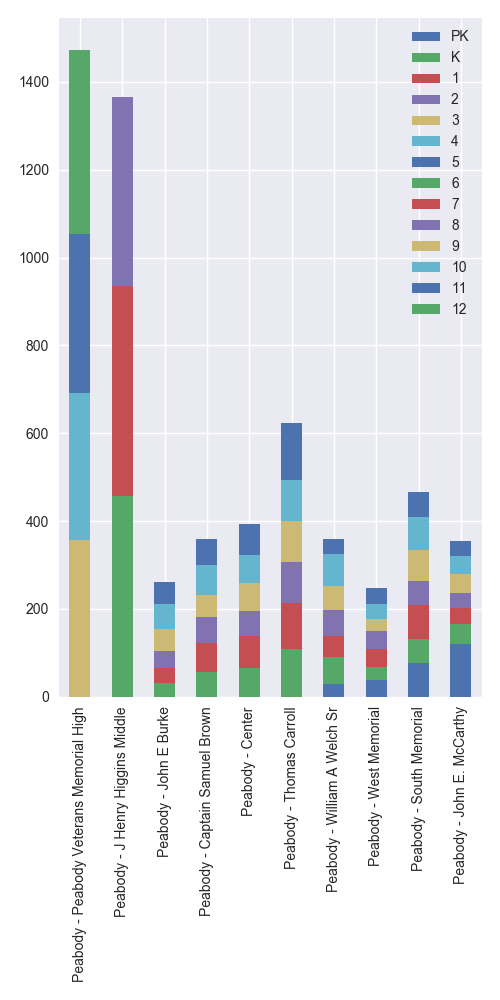 1400
1200
1000
800
600
400
200
0
PK
K
1
2
3
4
5
6
7
8
9
10
11
12
Peabody - Peabody Veterans Memorial High
Peabody - J Henry Higgins Middle
Peabody - John E Burke
Peabody - Captain Samuel Brown
Peabody - Center
Peabody - Thomas Carroll
Peabody - William A Welch Sr
Peabody - West Memorial
Peabody - South Memorial
Peabody - John E. McCarthy